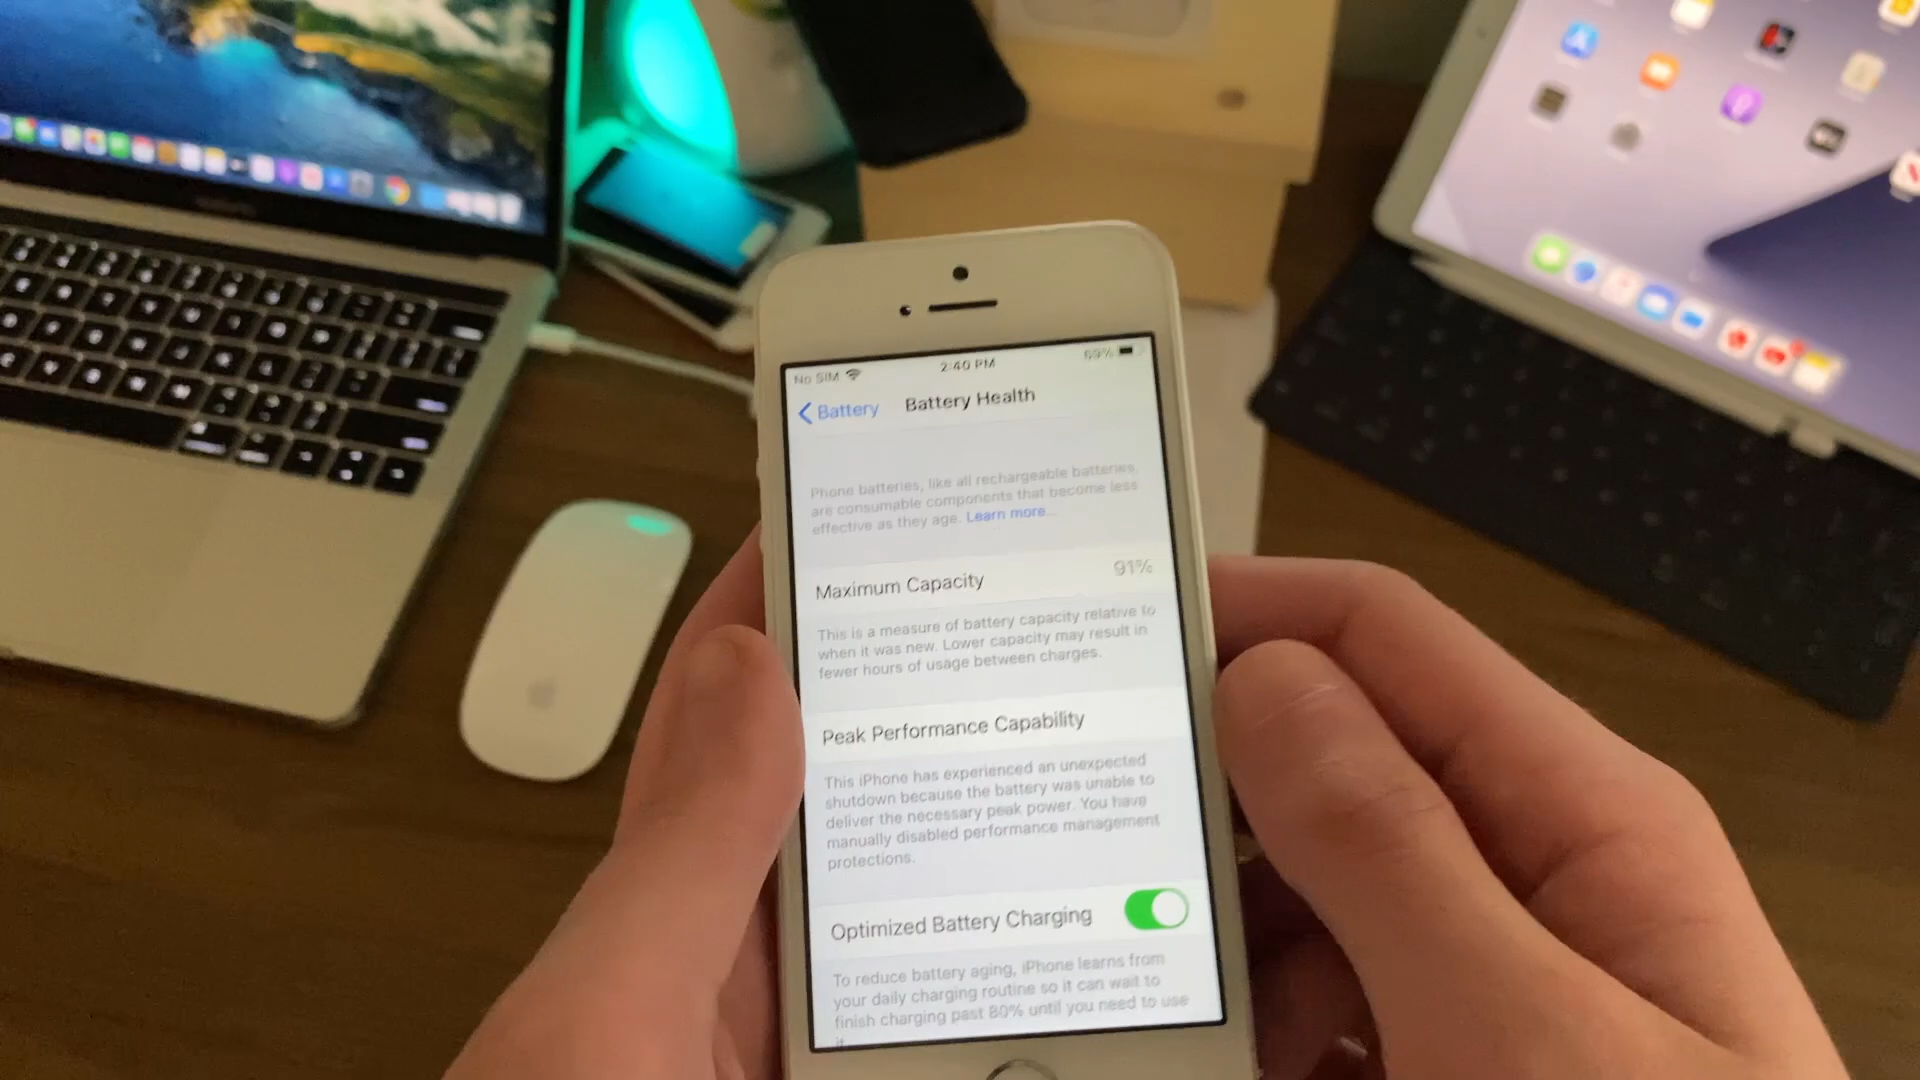 No SIM 2:40 PM 69%
Battery Battery Health
Phone batteries, like all rechargeable batteries,
are consumable components that become less
effective as they age. Learn more...
Maximum Capacity 91%
This is a measure of battery capacity relative to
when it was new. Lower capacity may result in
fewer hours of usage between charges.
Peak Performance Capability
This iPhone has experienced an unexpected
shutdown because the battery was unable to
deliver the necessary peak power. You have
manually disabled performance management
protections.
Optimized Battery Charging
To reduce battery aging, iPhone learns from
your daily charging routine so it can wait to
finish charging past 80% until you need to use
it.